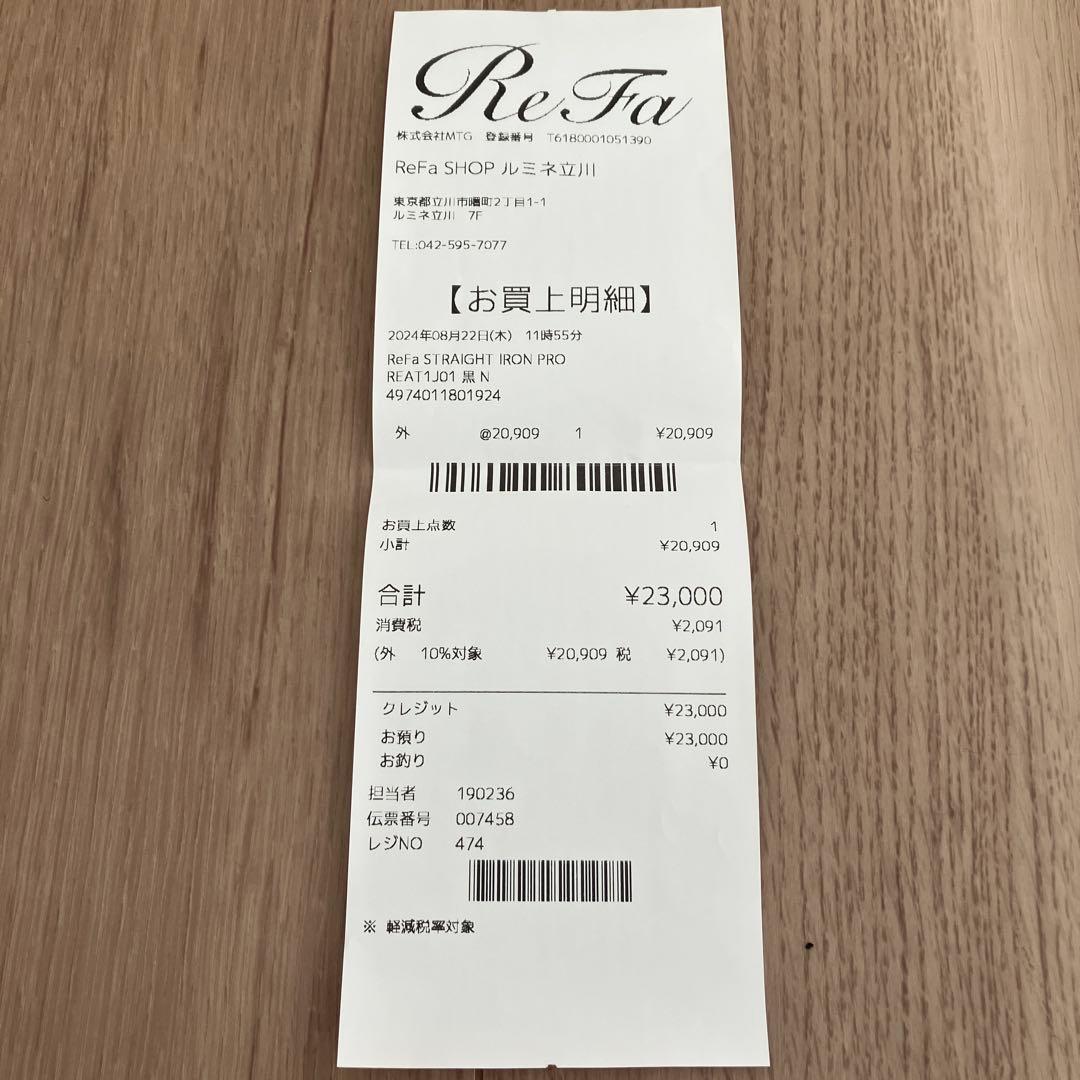 ReFa
株式会社MTG 登録番号 T6180001051390
ReFa SHOP ルミネ立川
東京都立川市曙町2丁目1-1
ルミネ立川 7F
TEL:042-595-7077
【お買上明細】
2024年08月22日(木) 11時55分
ReFa STRAIGHT IRON PRO
REAT1J01 黒 N
4974011801924
外 @20,909 1 ¥20,909
お買上点数 1
小計 ¥20,909
合計 ¥23,000
消費税 ¥2,091
(外 10%対象 ¥20,909 税 ¥2,091)
クレジット ¥23,000
お預り ¥23,000
お釣り ¥0
担当者 190236
伝票番号 007458
レジNO 474
※ 軽減税率対象